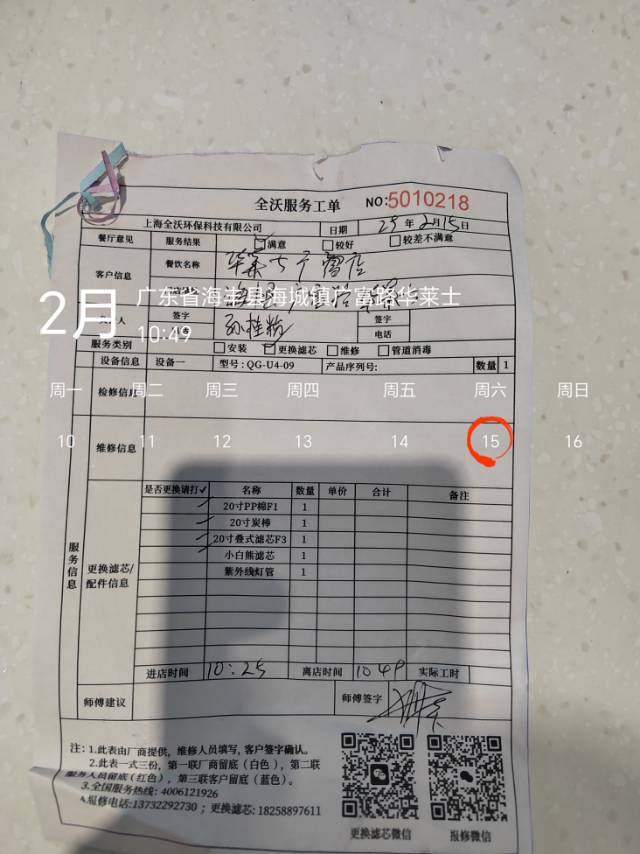 全沃服务工单 NO:5010218
上海全沃环保科技有限公司 日期 25年2月15日
餐厅意见 服务结果 满意 较好 较差不满意
客户信息 餐饮名称 华莱士广富店
签字 孙桂 签字
电话
服务类别 安装 更换滤芯 维修 管道消毒
设备信息 设备一 型号:QG-U4-09 产品序列号: 数量 1
2月 广东省海丰县海城镇广富路华莱士
10:49
周一 周二 周三 周四 周五 周六 周日
10 11 12 13 14 15 16
检修信息
维修信息
服务信息
更换滤芯/配件信息
是否更换请打✓ 名称 数量 单价 合计 备注
✓ 20寸PP棉F1 1
✓ 20寸炭棒 1
✓ 20寸叠式滤芯F3 1
小白熊滤芯 1
紫外线灯管 1
进店时间 10:25 离店时间 1049 实际工时
师傅建议 师傅签字
注:1.此表由厂商提供,维修人员填写,客户签字确认。
2.此表一式三份,第一联厂商留底(白色),第二联
服务人员留底(红色),第三联客户留底(蓝色)。
3.全国服务热线:4006121926
4.报修电话:13732292730;更换滤芯:18258897611
更换滤芯微信 报修微信